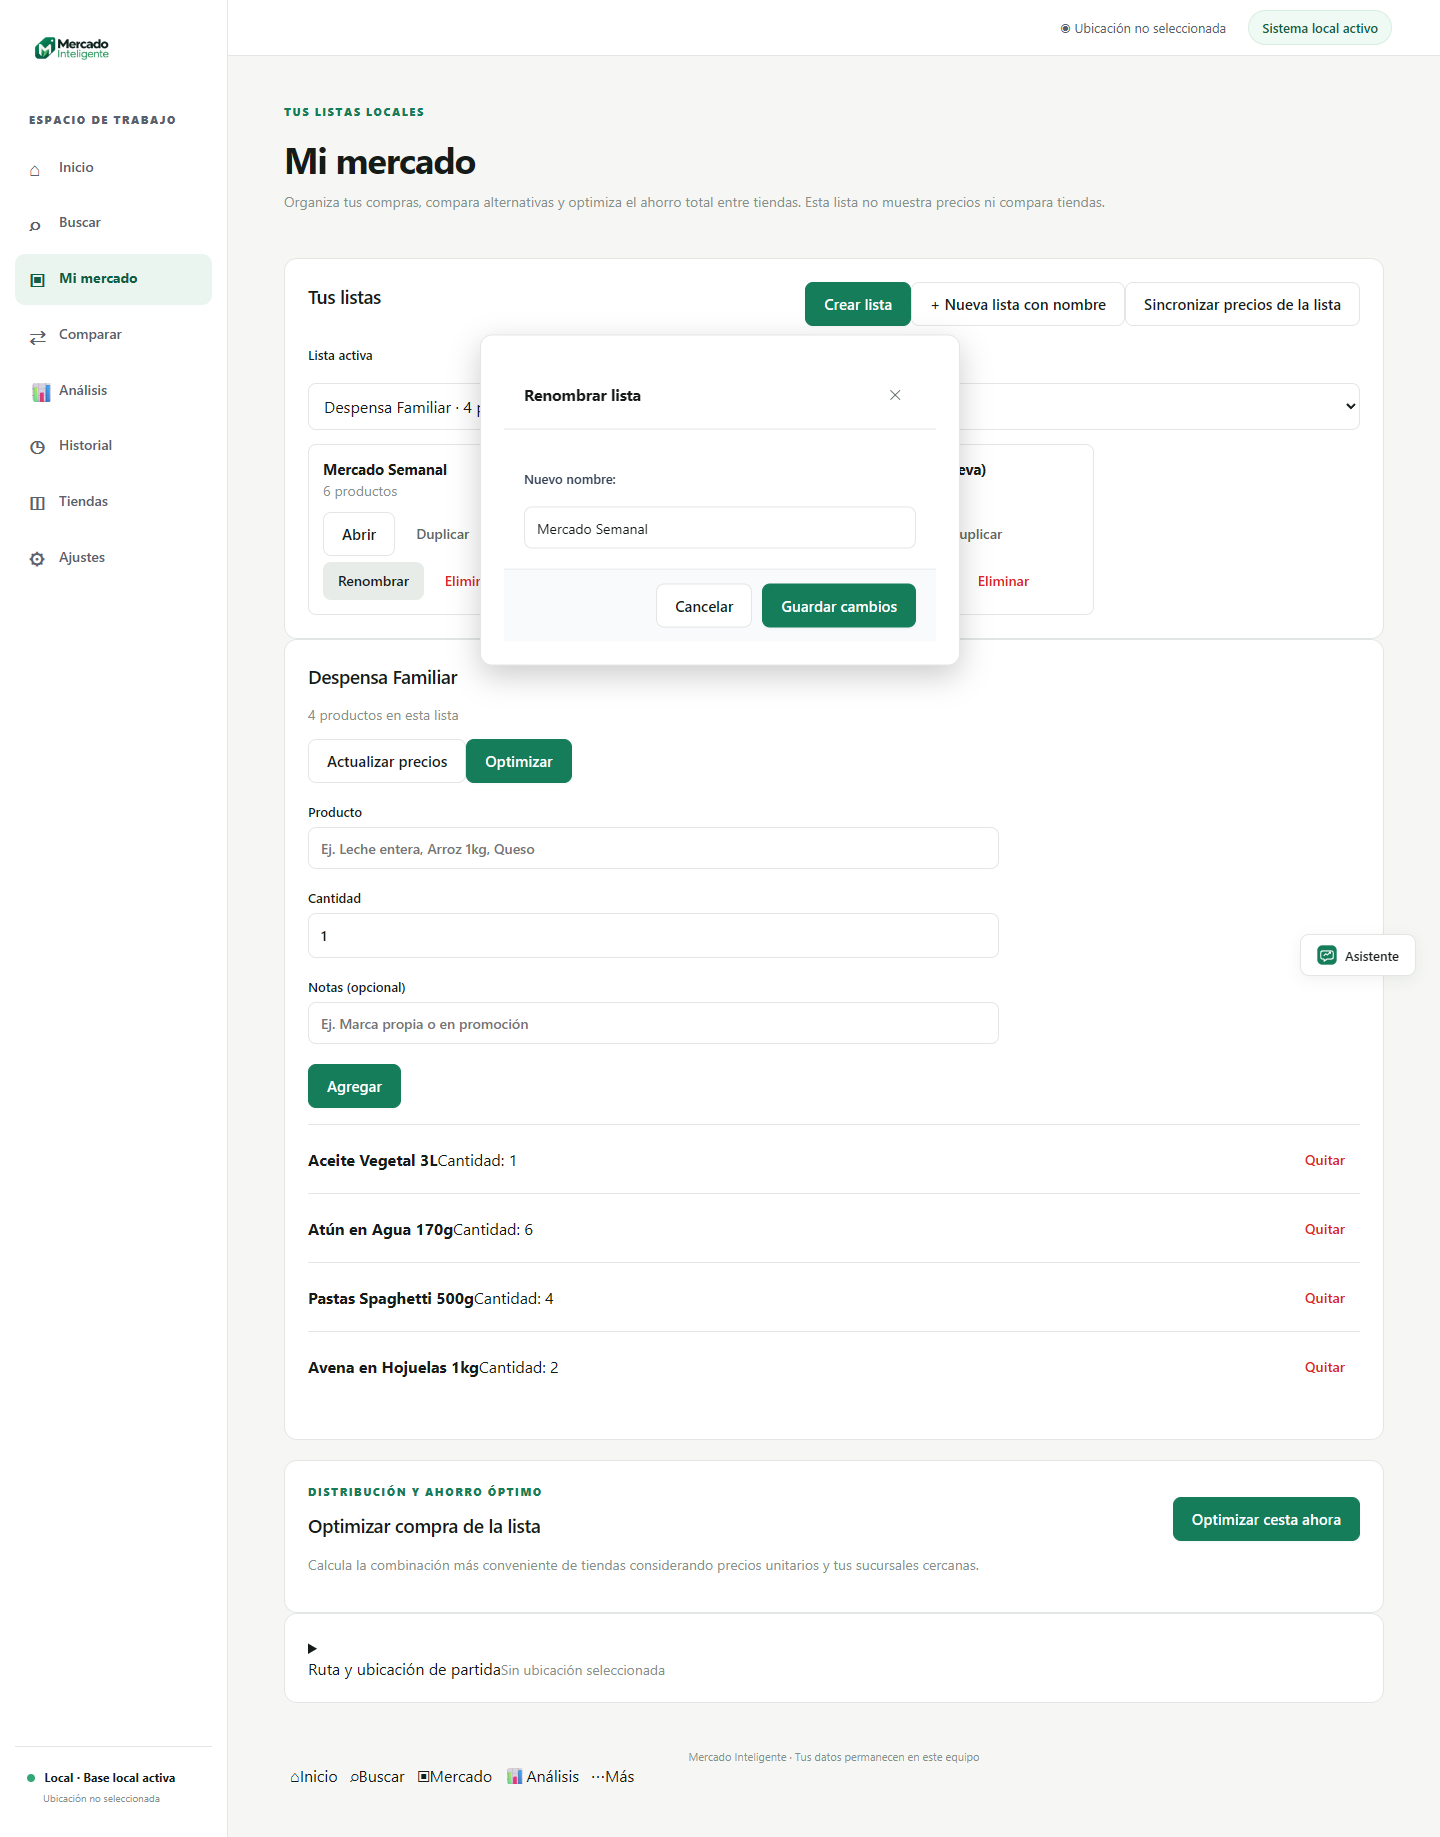 Mercado
Inteligente
Ubicación no seleccionada
Sistema local activo
ESPACIO DE TRABAJO
Inicio
Buscar
Mi mercado
Comparar
Análisis
Historial
Tiendas
Ajustes
TUS LISTAS LOCALES
Mi mercado
Organiza tus compras, compara alternativas y optimiza el ahorro total entre tiendas. Esta lista no muestra precios ni compara tiendas.
Tus listas
Crear lista
+ Nueva lista con nombre
Sincronizar precios de la lista
Lista activa
Despensa Familiar · 4 p
Mercado Semanal
6 productos
Abrir
Duplicar
Renombrar
Elimir
eva)
uplicar
Eliminar
Renombrar lista
×
Nuevo nombre:
Mercado Semanal
Cancelar
Guardar cambios
Despensa Familiar
4 productos en esta lista
Actualizar precios
Optimizar
Producto
Ej. Leche entera, Arroz 1kg, Queso
Cantidad
1
Notas (opcional)
Ej. Marca propia o en promoción
Agregar
Asistente
Aceite Vegetal 3LCantidad: 1
Quitar
Atún en Agua 170gCantidad: 6
Quitar
Pastas Spaghetti 500gCantidad: 4
Quitar
Avena en Hojuelas 1kgCantidad: 2
Quitar
DISTRIBUCIÓN Y AHORRO ÓPTIMO
Optimizar compra de la lista
Calcula la combinación más conveniente de tiendas considerando precios unitarios y tus sucursales cercanas.
Optimizar cesta ahora
Ruta y ubicación de partidaSin ubicación seleccionada
Mercado Inteligente · Tus datos permanecen en este equipo
Inicio Buscar Mercado Análisis ···Más
Local · Base local activa
Ubicación no seleccionada